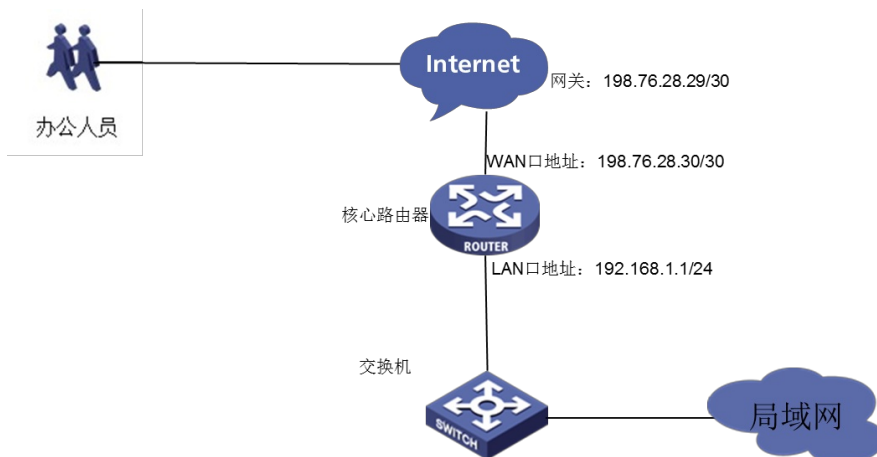 Internet
网关：198.76.28.29/30
办公人员
WAN口地址：198.76.28.30/30
核心路由器
ROUTER
LAN口地址：192.168.1.1/24
交换机
SWITCH
局域网